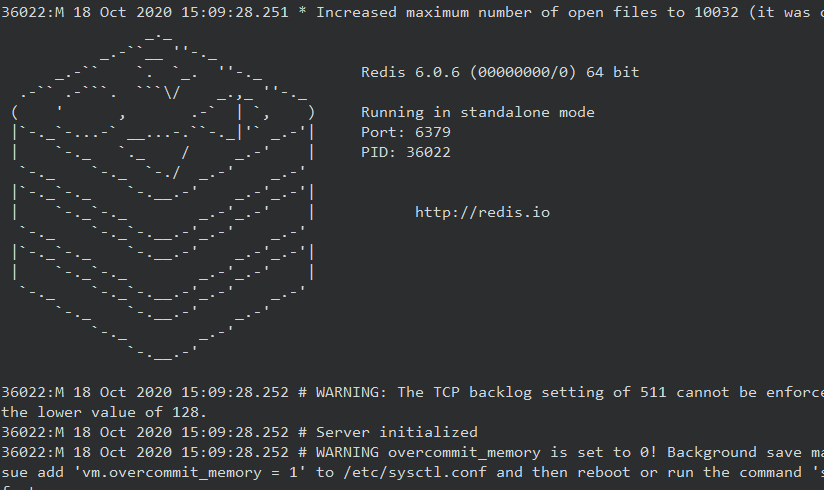 36022:M 18 Oct 2020 15:09:28.251 * Increased maximum number of open files to 10032 (it was
Redis 6.0.6 (00000000/0) 64 bit
Running in standalone mode
Port: 6379
PID: 36022
http://redis.io
36022:M 18 Oct 2020 15:09:28.252 # WARNING: The TCP backlog setting of 511 cannot be enforce
the lower value of 128.
36022:M 18 Oct 2020 15:09:28.252 # Server initialized
36022:M 18 Oct 2020 15:09:28.252 # WARNING overcommit_memory is set to 0! Background save ma
sue add 'vm.overcommit_memory = 1' to /etc/sysctl.conf and then reboot or run the command 's